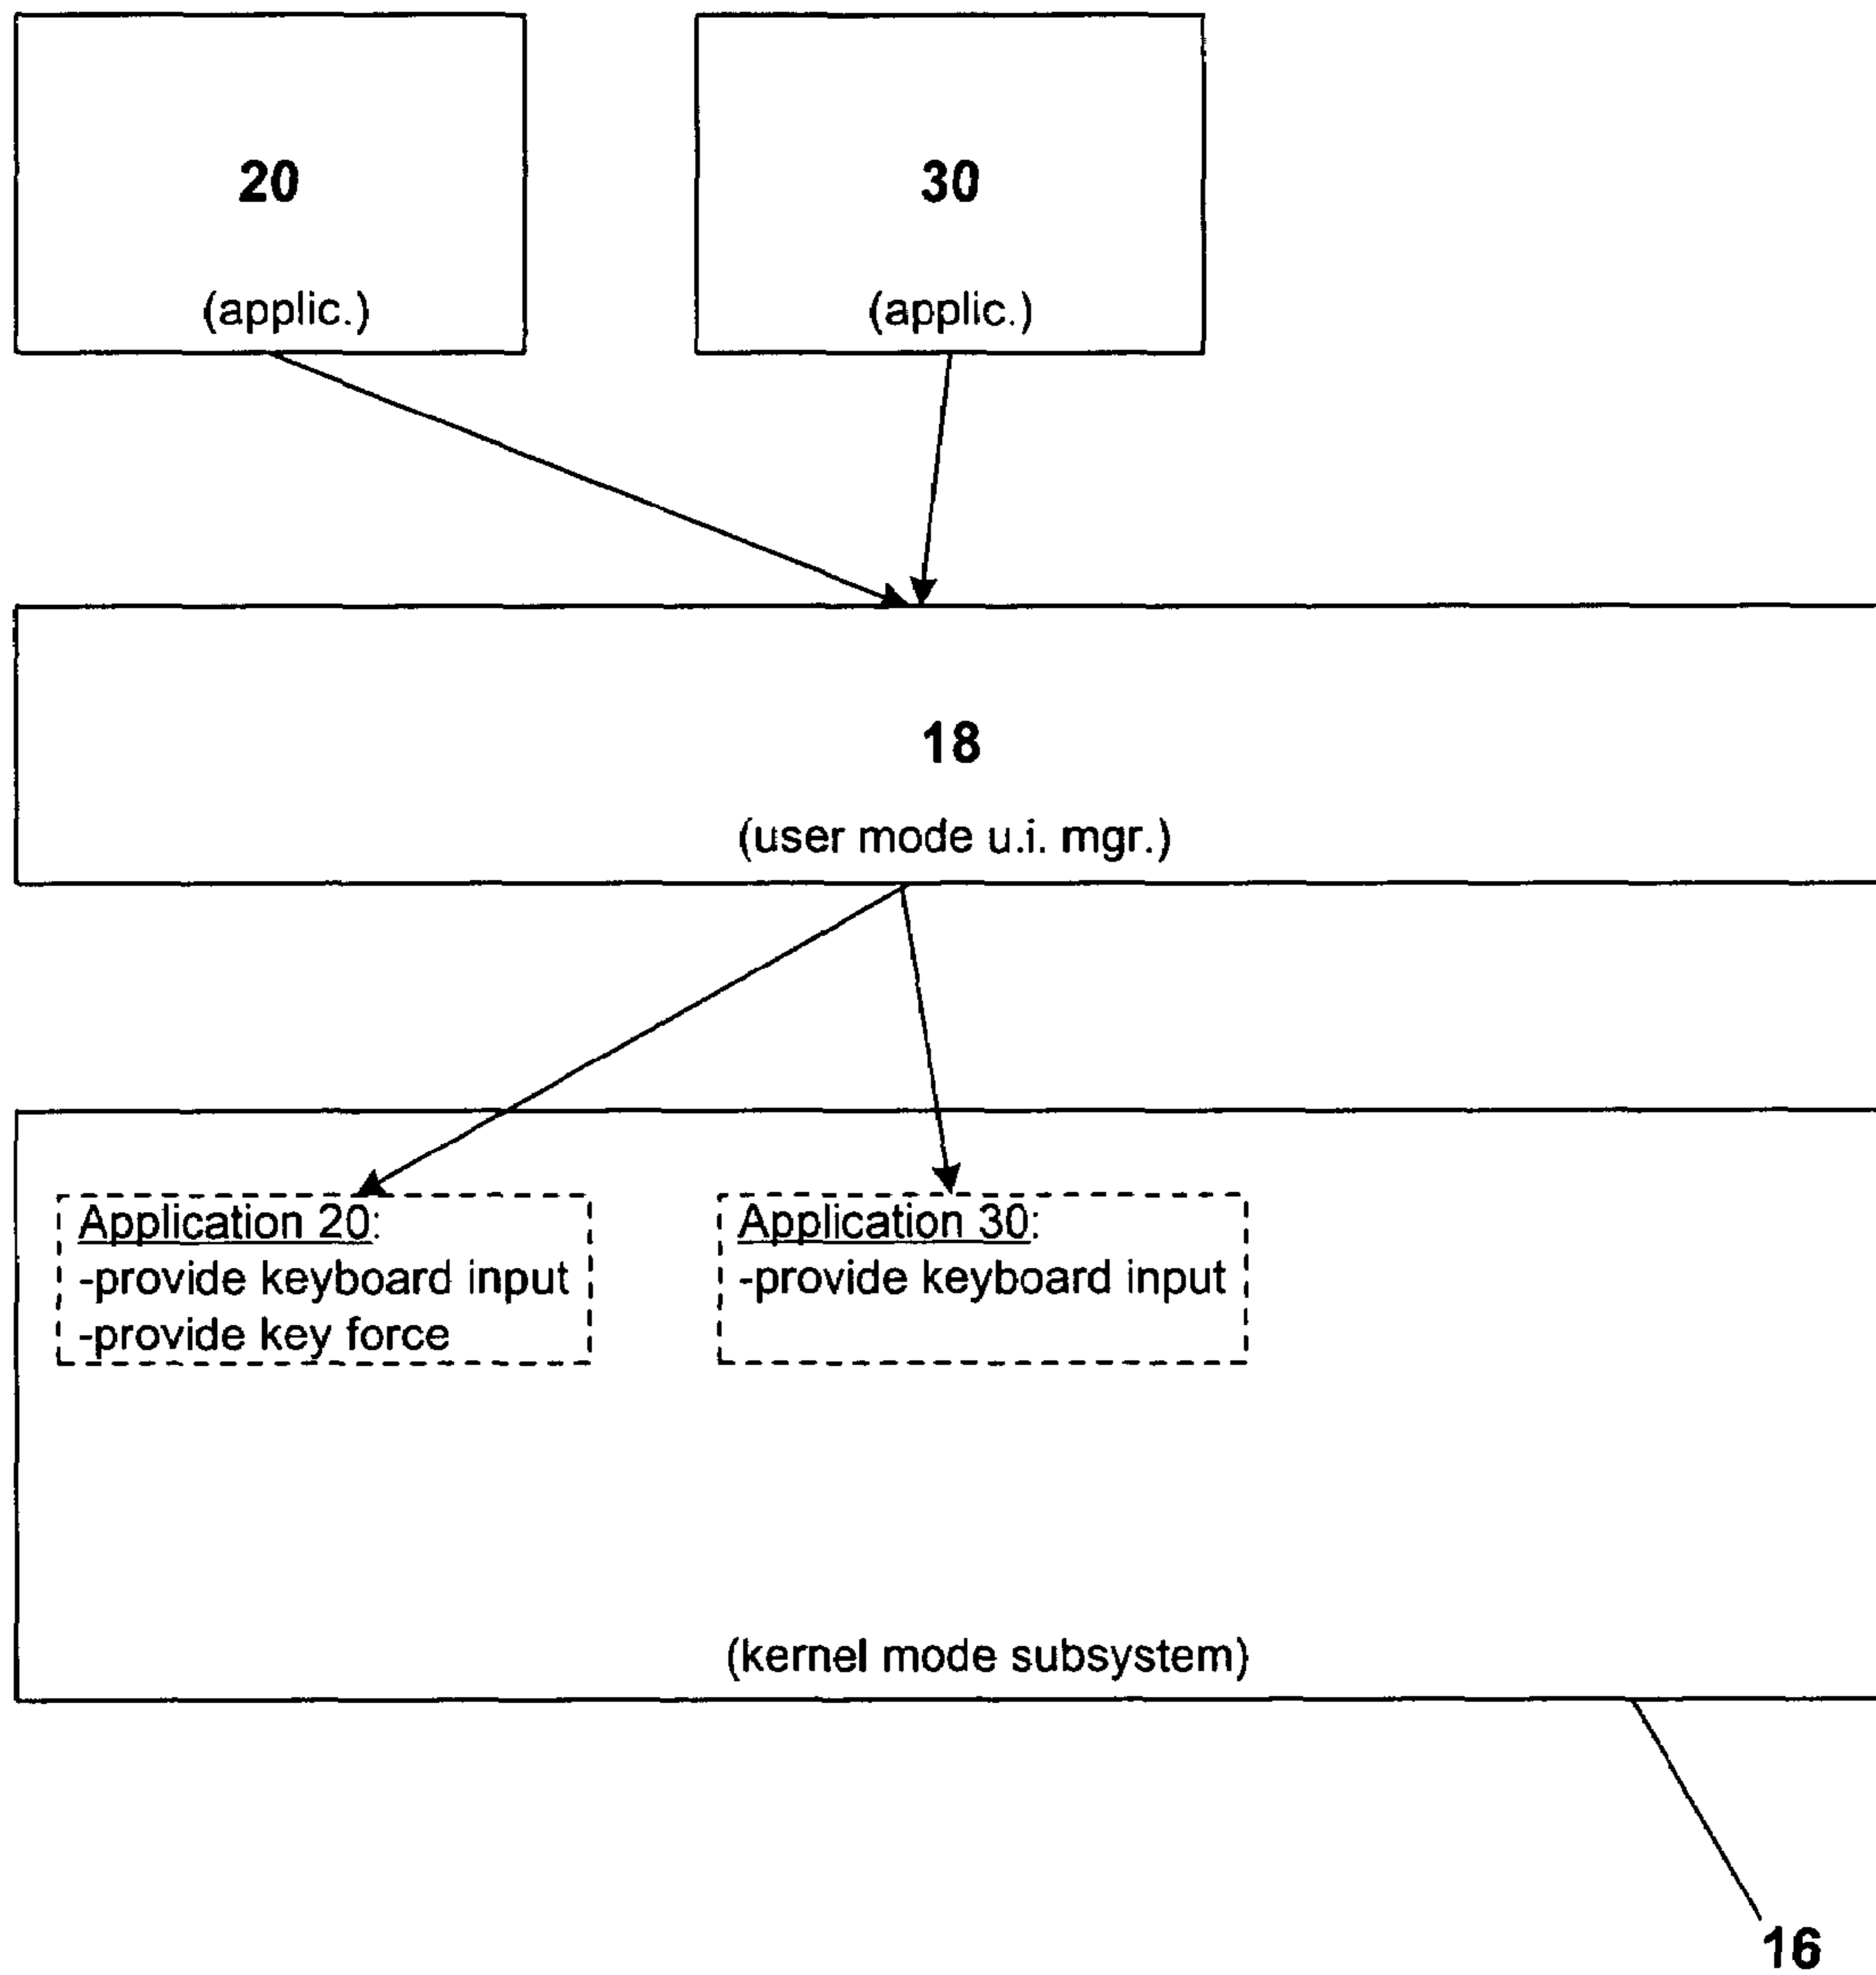 20
(applic.)
30
(applic.)
18
(user mode u.i. mgr.)
Application 20:
-provide keyboard input
-provide key force
Application 30:
-provide keyboard input
(kernel mode subsystem)
16